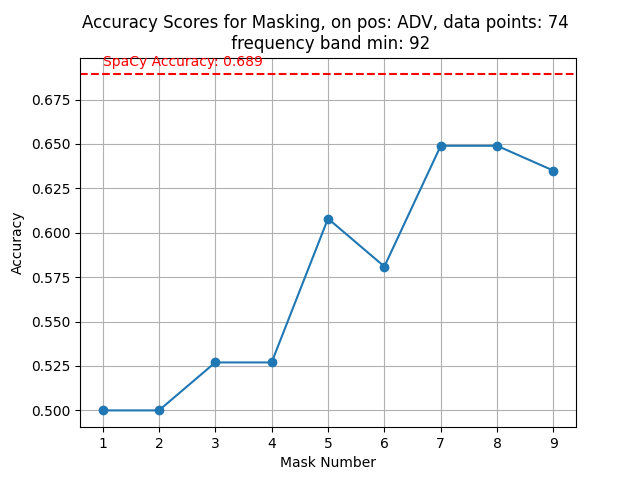 Accuracy Scores for Masking, on pos: ADV, data points: 74
frequency band min: 92
SpaCy Accuracy: 0.689
0.675
0.650
0.625
0.600
0.575
0.550
0.525
0.500
Accuracy
1 2 3 4 5 6 7 8 9
Mask Number